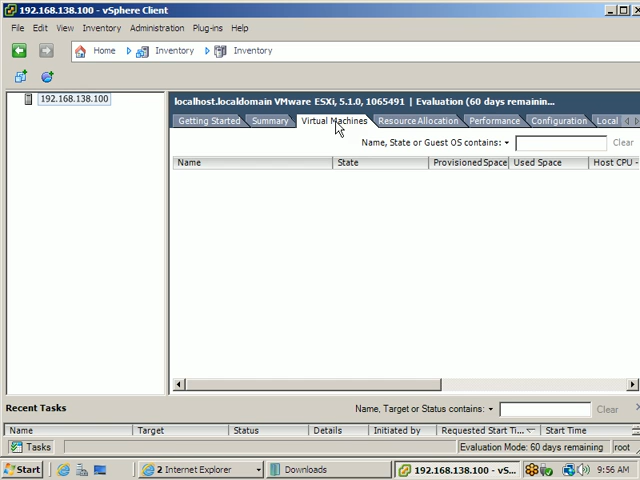 192.168.138.100 - vSphere Client
File Edit View Inventory Administration Plug-ins Help
Home Inventory Inventory
192.168.138.100
localhost.localdomain VMware ESXi, 5.1.0, 1065491 | Evaluation (60 days remainin...
Getting Started Summary Virtual Machines Resource Allocation Performance Configuration Local
Name, State or Guest OS contains: Clear
Name State Provisioned Space Used Space Host CPU -
Recent Tasks Name, Target or Status contains: Clear
Name Target Status Details Initiated by Requested Start Ti... Start Time
Tasks Evaluation Mode: 60 days remaining root
Start 2 Internet Explorer Downloads 192.168.138.100 - vS... 9:56 AM